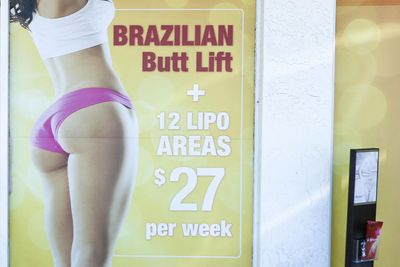 BRAZILIAN
Butt Lift
+
12 LIPO
AREAS
$27
per week